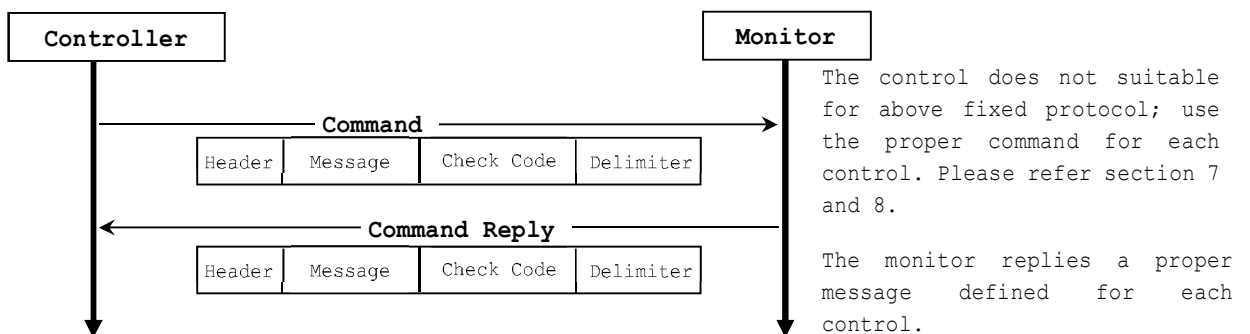 Controller
Monitor
Command
Header Message Check Code Delimiter
Command Reply
Header Message Check Code Delimiter
The control does not suitable
for above fixed protocol; use
the proper command for each
control. Please refer section 7
and 8.
The monitor replies a proper
message defined for each
control.